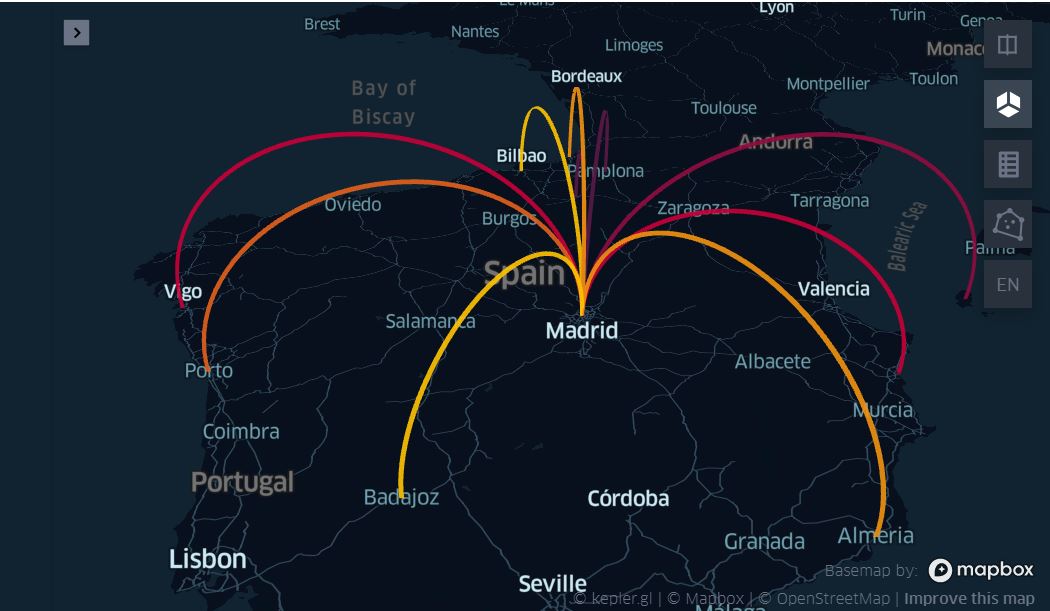 Le Mans
Lyon
Turin
Genoa
Brest
Nantes
Limoges
Monaco
Bordeaux
Montpellier
Toulon
Bay of
Biscay
Toulouse
Andorra
Bilbao
Pamplona
Oviedo
Burgos
Zaragoza
Tarragona
Balearic Sea
Palma
Spain
Vigo
Valencia
EN
Salamanca
Madrid
Porto
Albacete
Murcia
Coimbra
Portugal
Badajoz
Córdoba
Granada
Almeria
Lisbon
Seville
Basemap by: mapbox
© kepler.gl | © Mapbox | © OpenStreetMap | Improve this map
Málaga